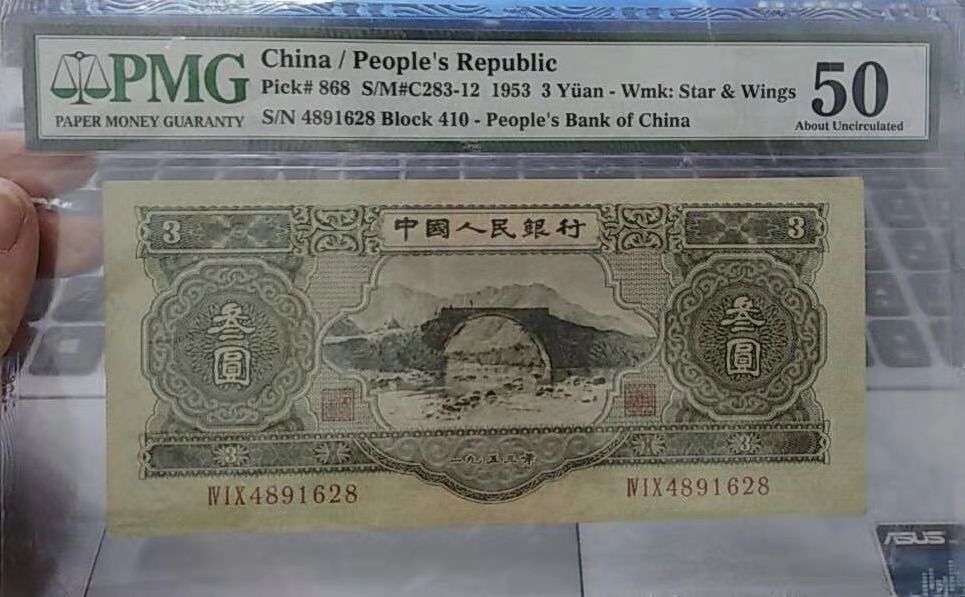 PMG
PAPER MONEY GUARANTY
China / People's Republic
Pick# 868 S/M#C283-12 1953 3 Yüan - Wmk: Star & Wings
S/N 4891628 Block 410 - People's Bank of China
50
About Uncirculated
3 中國人民銀行 3
叁圓 叁圓
3 3
一九五三年
ⅣⅠⅩ4891628 ⅣⅠⅩ4891628
ASUS